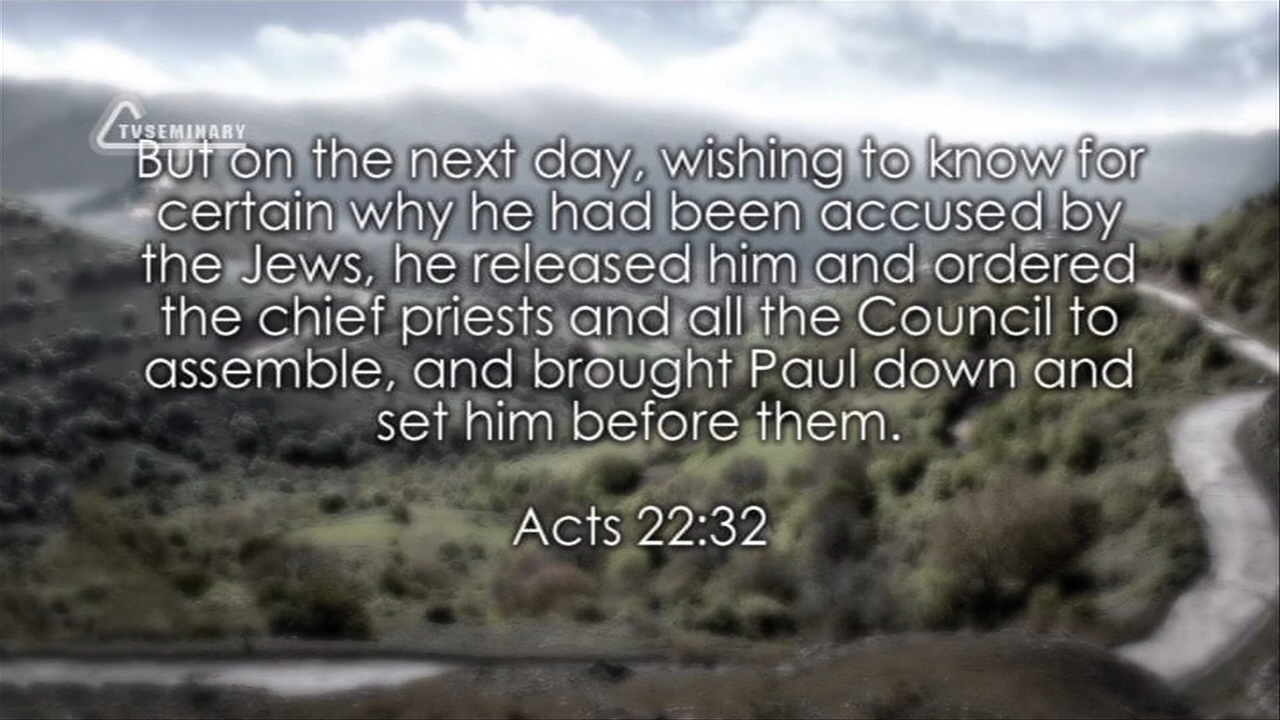 TVSEMINARY
But on the next day, wishing to know for
certain why he had been accused by
the Jews, he released him and ordered
the chief priests and all the Council to
assemble, and brought Paul down and
set him before them.
Acts 22:32